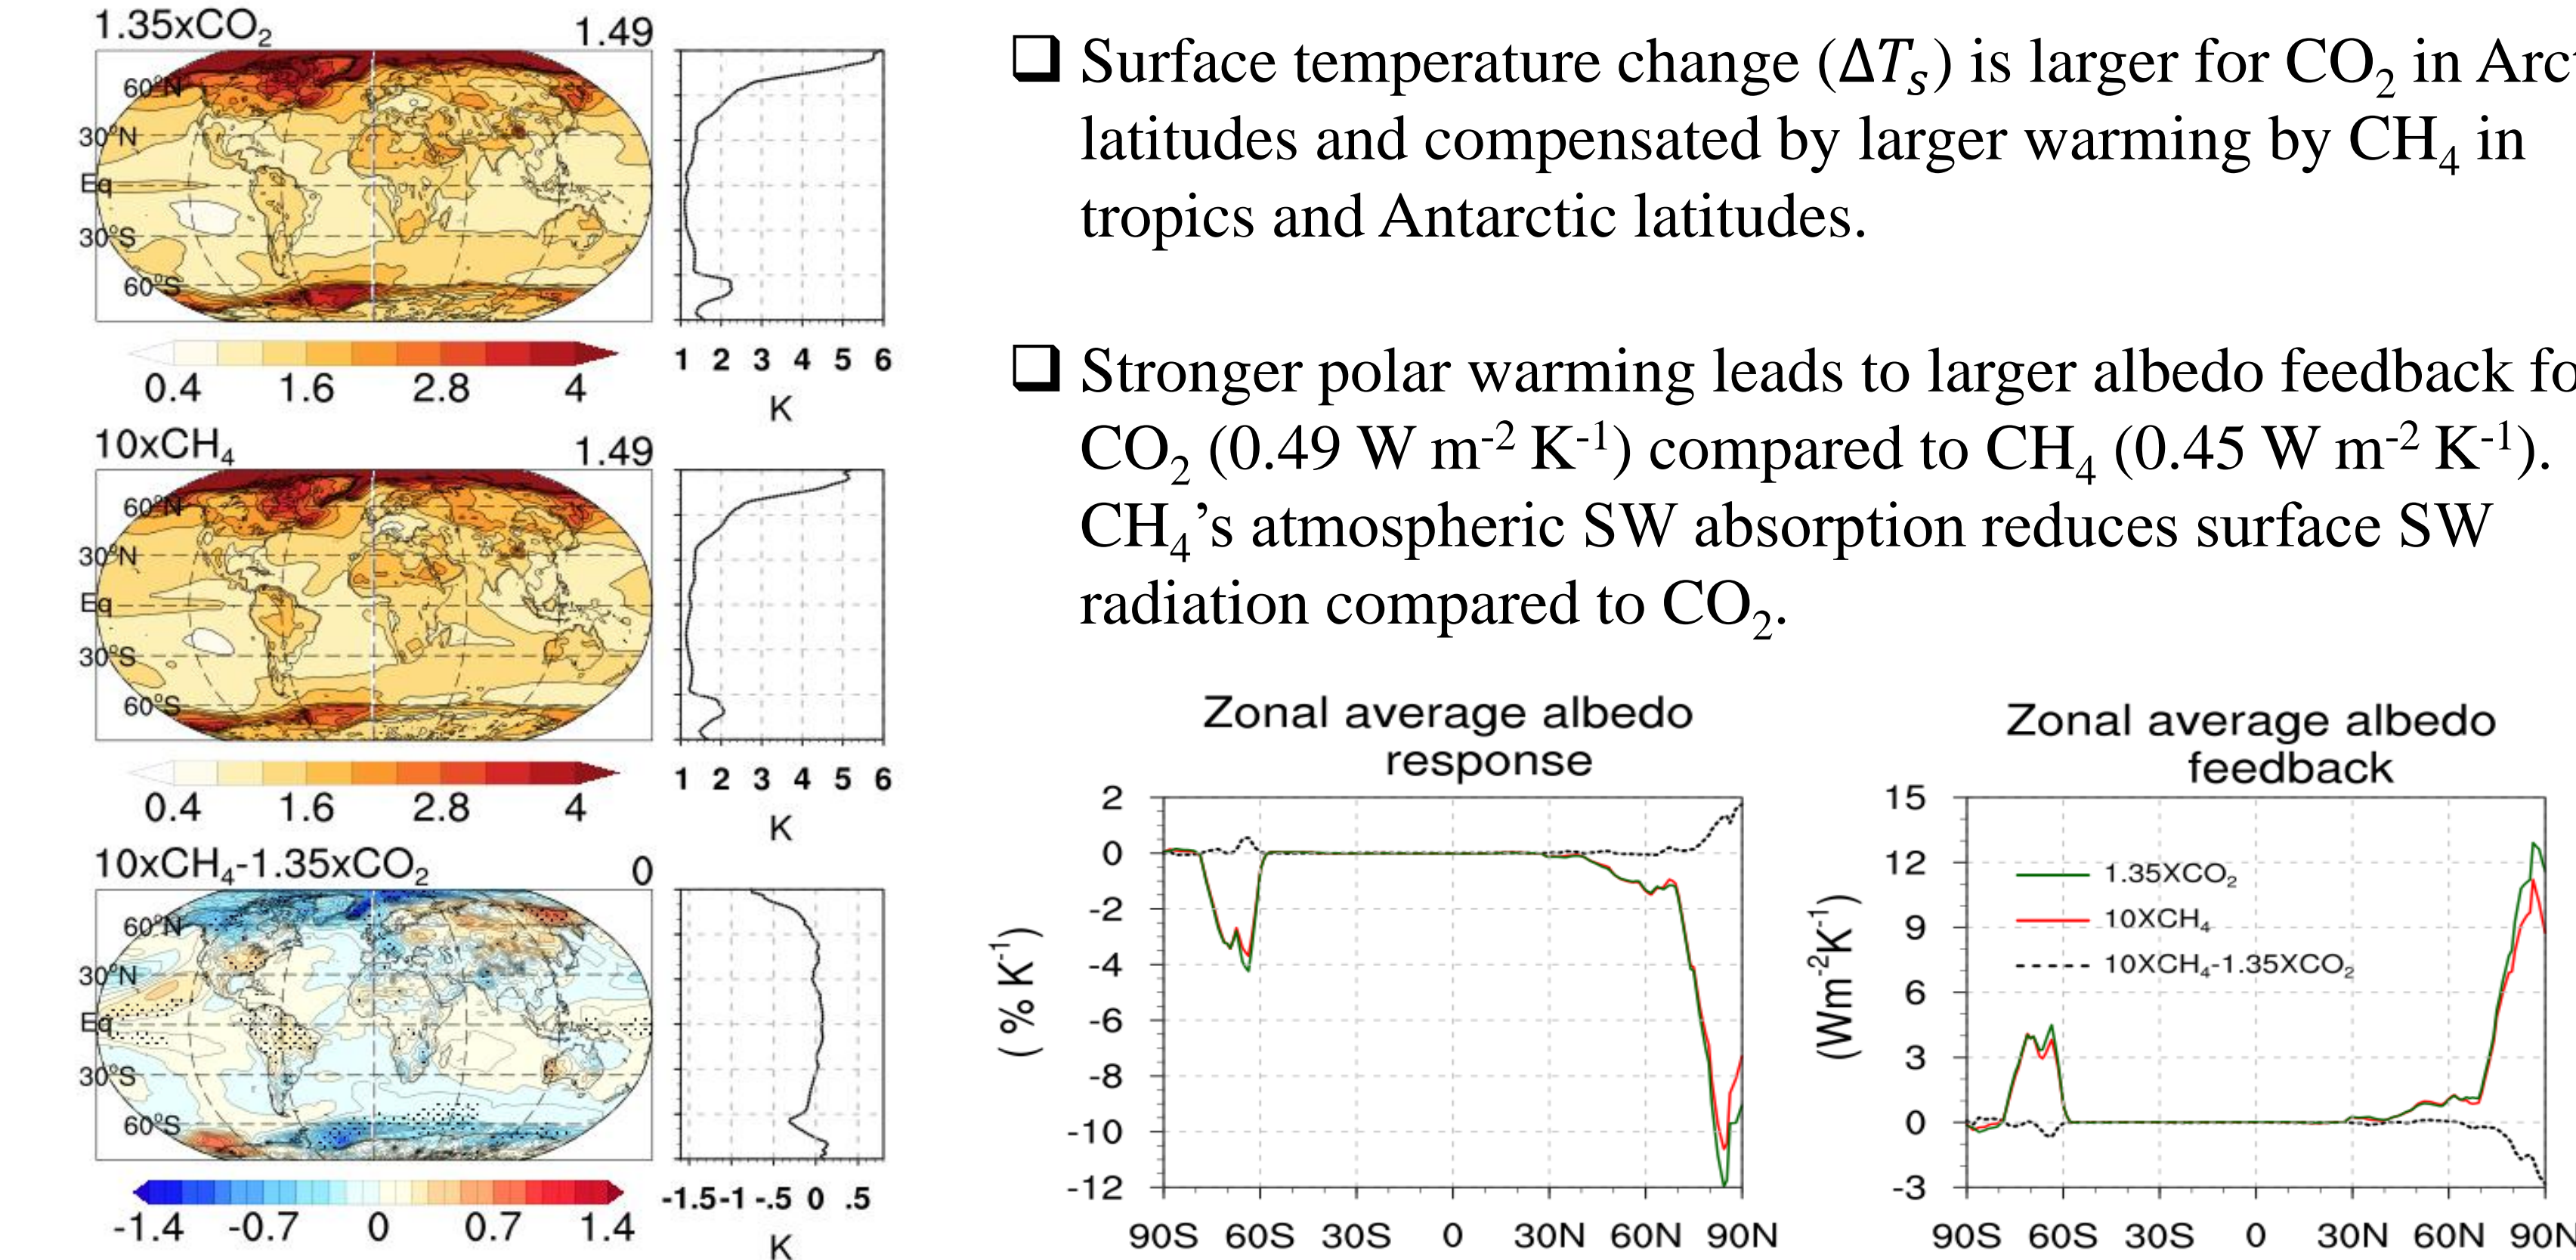 1.35xCO₂ 1.49
60°N
30°N
Eq
30°S
60°S
0.4 1.6 2.8 4
1 2 3 4 5 6
K
10xCH₄ 1.49
60°N
30°N
Eq
30°S
60°S
0.4 1.6 2.8 4
1 2 3 4 5 6
K
10xCH₄-1.35xCO₂ 0
60°N
30°N
Eq
30°S
60°S
-1.4 -0.7 0 0.7 1.4
-1.5 -1 -.5 0 .5
K
❑ Surface temperature change (ΔTₛ) is larger for CO₂ in Arc
latitudes and compensated by larger warming by CH₄ in
tropics and Antarctic latitudes.
❑ Stronger polar warming leads to larger albedo feedback fo
CO₂ (0.49 W m⁻² K⁻¹) compared to CH₄ (0.45 W m⁻² K⁻¹).
CH₄’s atmospheric SW absorption reduces surface SW
radiation compared to CO₂.
Zonal average albedo
response
2
0
-2
-4
-6
-8
-10
-12
( % K⁻¹)
90S 60S 30S 0 30N 60N 90N
Zonal average albedo
feedback
15
12
9
6
3
0
-3
(Wm⁻²K⁻¹)
1.35XCO₂
10XCH₄
10XCH₄-1.35XCO₂
90S 60S 30S 0 30N 60N 90N